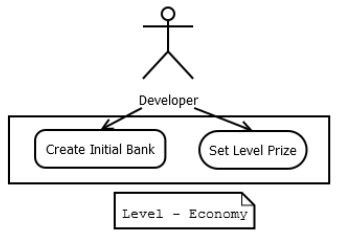 Developer
Create Initial Bank
Set Level Prize
Level - Economy